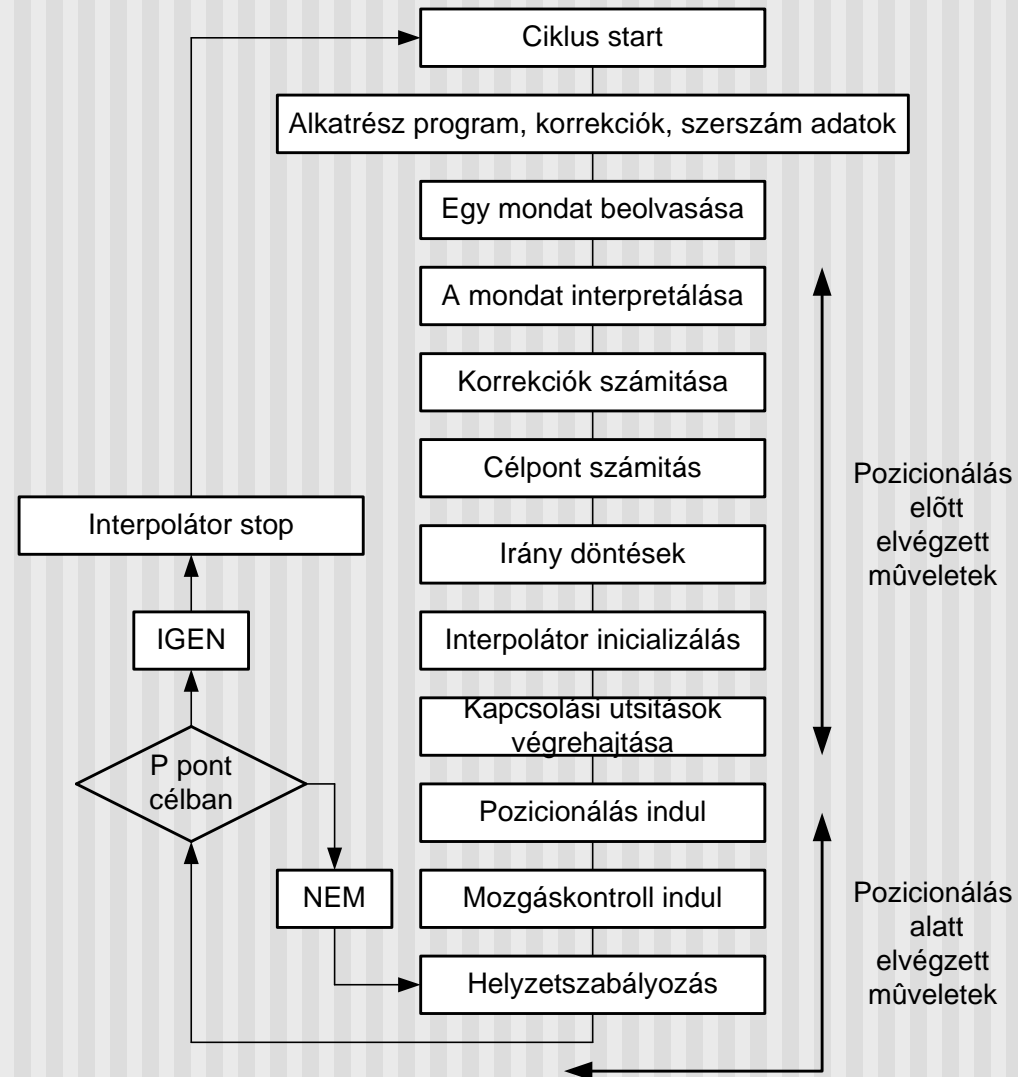 Ciklus start
Alkatrész program, korrekciók, szerszám adatok
Egy mondat beolvasása
A mondat interpretálása
Korrekciók számitása
Célpont számitás
Irány döntések
Interpolátor inicializálás
Kapcsolási utsitások
végrehajtása
Pozicionálás indul
Mozgáskontroll indul
Helyzetszabályozás
Interpolátor stop
IGEN
P pont
célban
NEM
Pozicionálás
elõtt
elvégzett
mûveletek
Pozicionálás
alatt
elvégzett
mûveletek